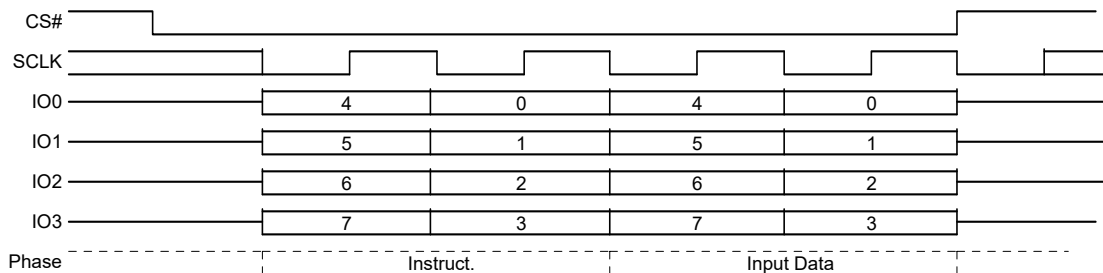 CS#
SCLK
IO0 4 0 4 0
IO1 5 1 5 1
IO2 6 2 6 2
IO3 7 3 7 3
Phase Instruct. Input Data